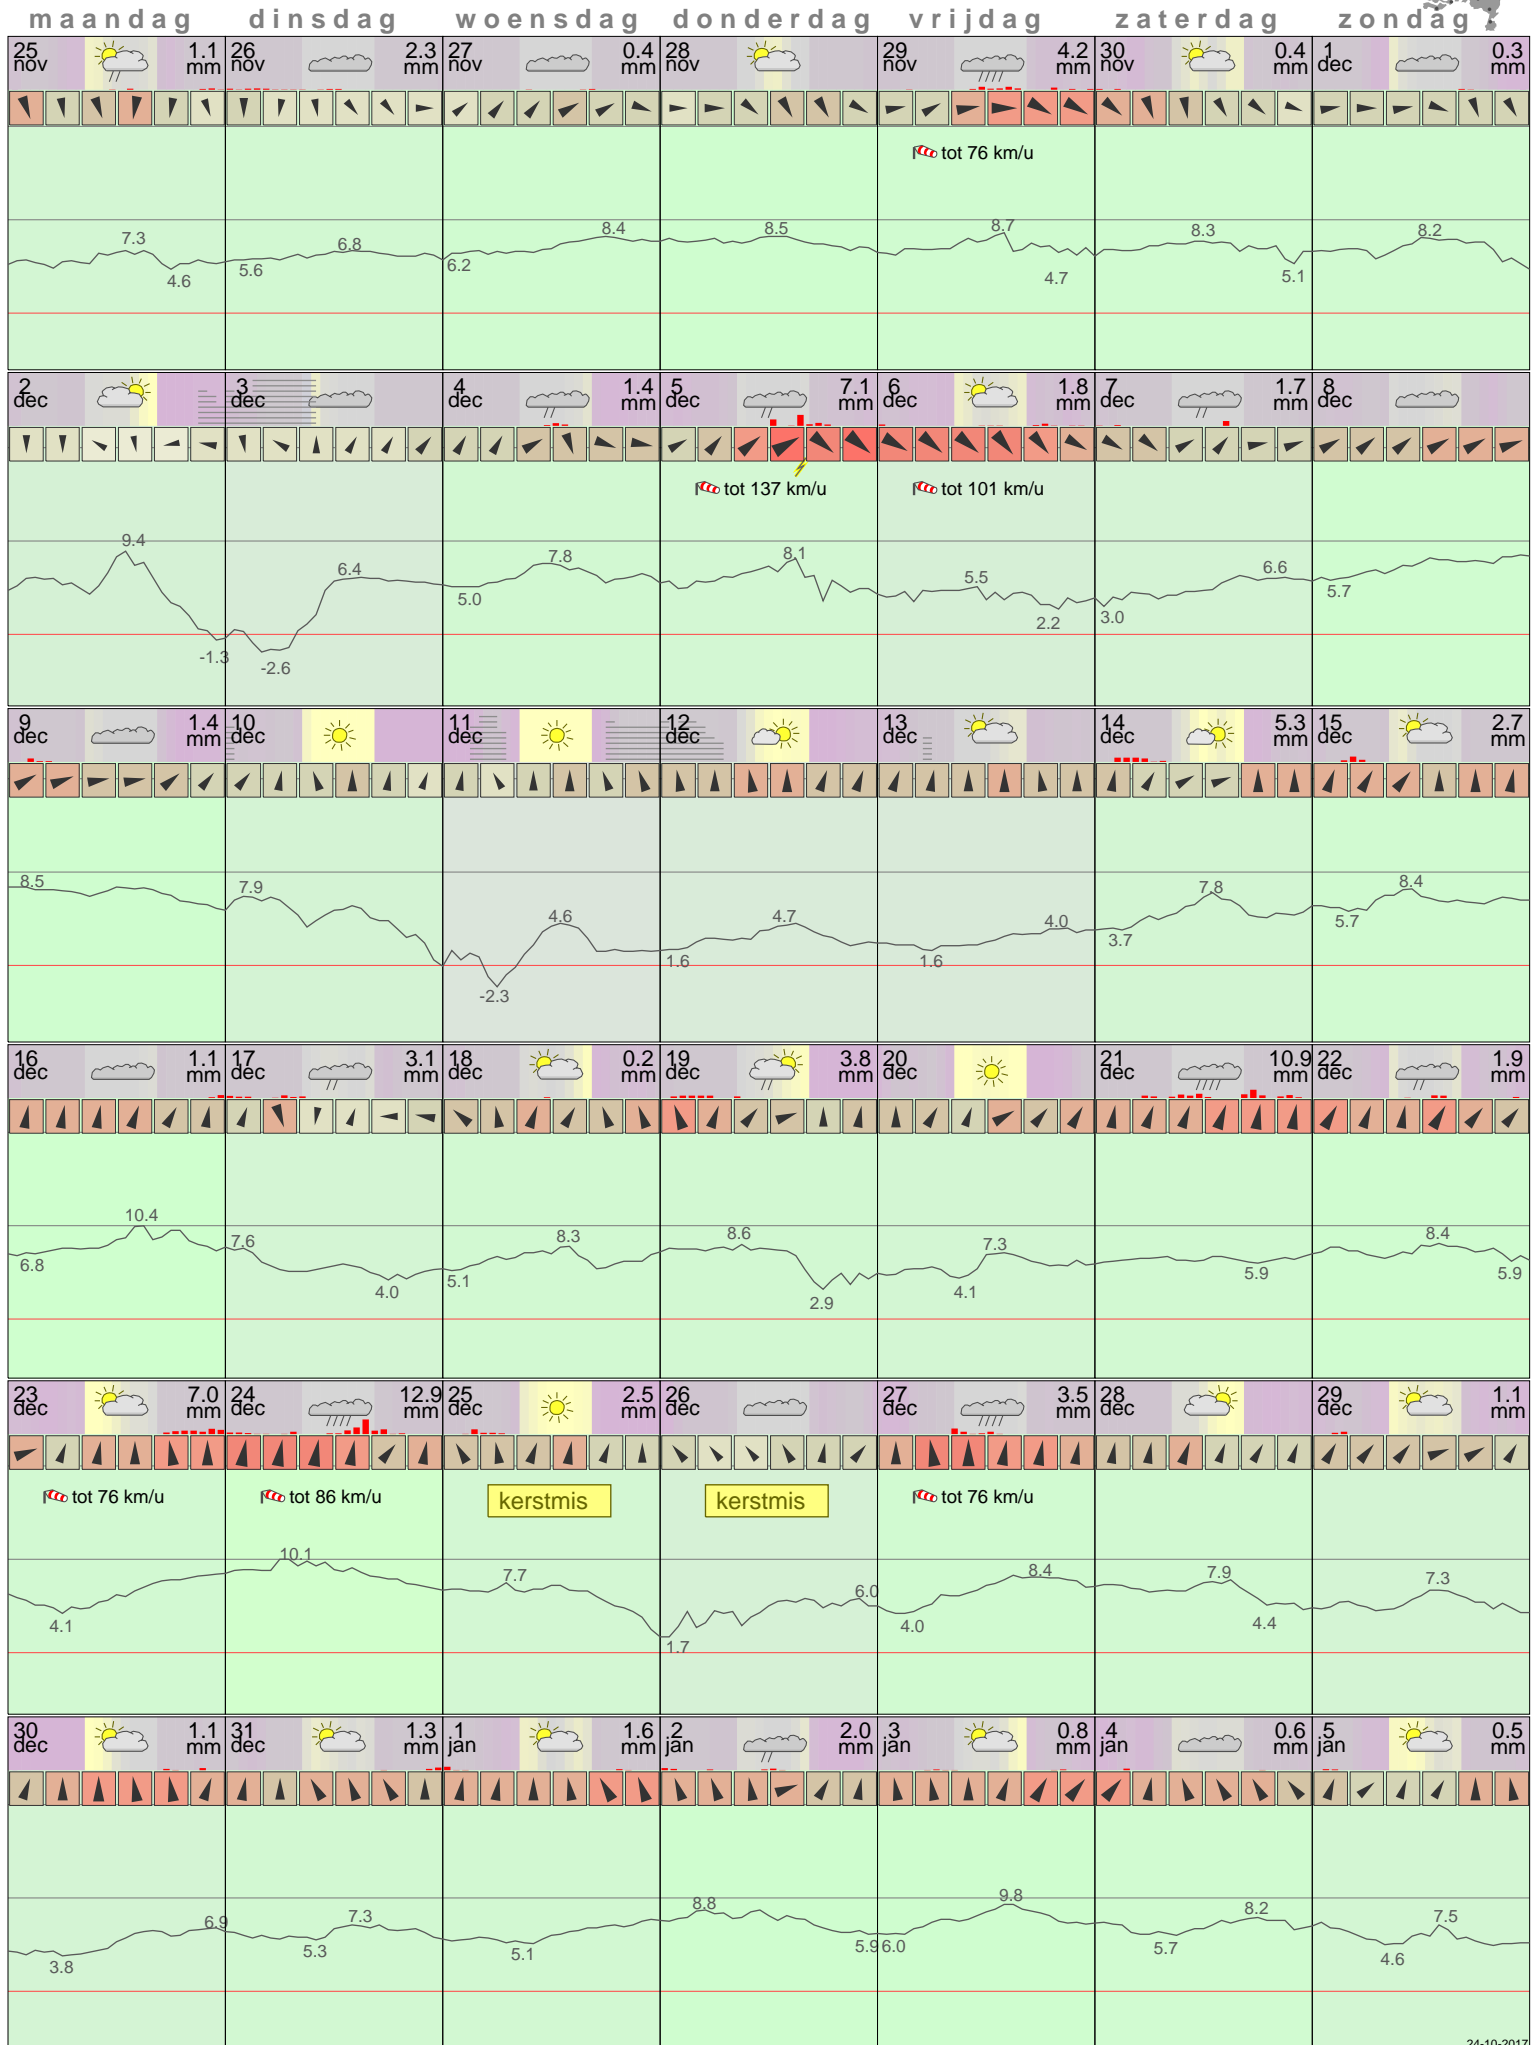 maandag dinsdag woensdag donderdag vrijdag zaterdag zondag
25 nov 1.1 mm 26 nov 2.3 mm 27 nov 0.4 mm 28 nov 29 nov 4.2 mm 30 nov 0.4 mm 1 dec 0.3 mm
tot 76 km/u
7.3 4.6 5.6 6.8 6.2 8.4 8.5 8.7 4.7 8.3 5.1 8.2
2 dec 3 dec 4 dec 1.4 mm 5 dec 7.1 mm 6 dec 1.8 mm 7 dec 1.7 mm 8 dec
tot 137 km/u tot 101 km/u
9.4 -1.3 -2.6 6.4 5.0 7.8 8.1 5.5 2.2 3.0 6.6 5.7
9 dec 1.4 mm 10 dec 11 dec 12 dec 13 dec 14 dec 5.3 mm 15 dec 2.7 mm
8.5 7.9 -2.3 4.6 1.6 4.7 1.6 4.0 3.7 7.8 5.7 8.4
16 dec 1.1 mm 17 dec 3.1 mm 18 dec 0.2 mm 19 dec 3.8 mm 20 dec 21 dec 10.9 mm 22 dec 1.9 mm
6.8 10.4 7.6 4.0 5.1 8.3 8.6 2.9 4.1 7.3 5.9 8.4 5.9
23 dec 7.0 mm 24 dec 12.9 mm 25 dec 2.5 mm 26 dec 27 dec 3.5 mm 28 dec 29 dec 1.1 mm
tot 76 km/u tot 86 km/u kerstmis kerstmis tot 76 km/u
4.1 10.1 7.7 1.7 6.0 4.0 8.4 7.9 4.4 7.3
30 dec 1.1 mm 31 dec 1.3 mm 1 jan 1.6 mm 2 jan 2.0 mm 3 jan 0.8 mm 4 jan 0.6 mm 5 jan 0.5 mm
3.8 6.9 5.3 7.3 5.1 8.8 5.9 6.0 9.8 5.7 8.2 4.6 7.5
24-10-2017